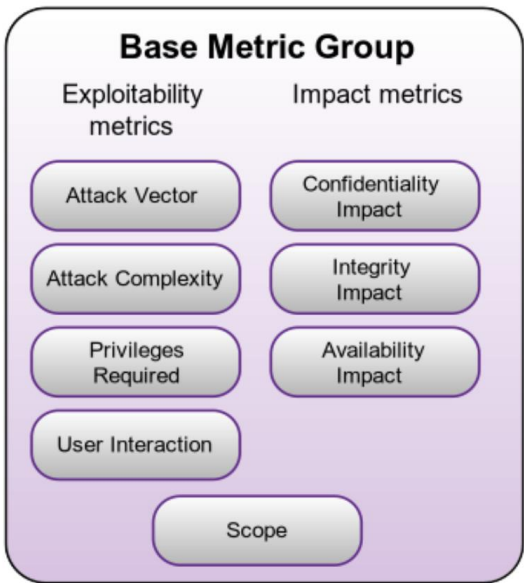 Base Metric Group
Exploitability
metrics
Impact metrics
Attack Vector
Confidentiality
Impact
Attack Complexity
Integrity
Impact
Privileges
Required
Availability
Impact
User Interaction
Scope